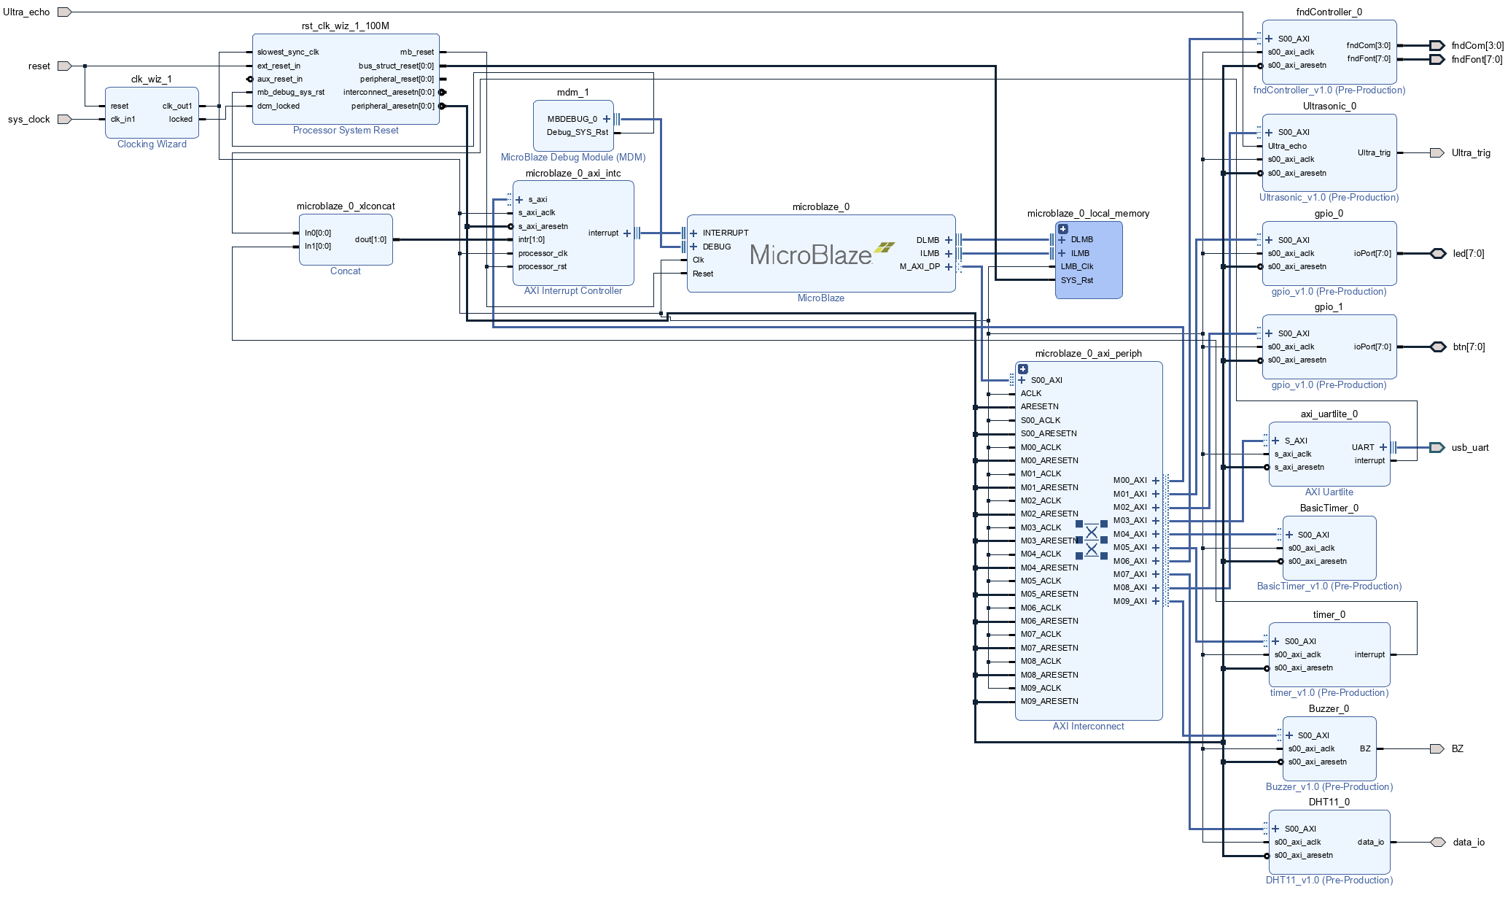 Ultra_echo
reset
sys_clock
clk_wiz_1
reset
clk_in1
clk_out1
locked
Clocking Wizard
rst_clk_wiz_1_100M
slowest_sync_clk
ext_reset_in
aux_reset_in
mb_debug_sys_rst
dcm_locked
mb_reset
bus_struct_reset[0:0]
peripheral_reset[0:0]
interconnect_aresetn[0:0]
peripheral_aresetn[0:0]
Processor System Reset
mdm_1
MBDEBUG_0
Debug_SYS_Rst
MicroBlaze Debug Module (MDM)
microblaze_0_xlconcat
In0[0:0]
In1[0:0]
dout[1:0]
Concat
microblaze_0_axi_intc
s_axi
s_axi_aclk
s_axi_aresetn
intr[1:0]
processor_clk
processor_rst
interrupt
AXI Interrupt Controller
microblaze_0
INTERRUPT
DEBUG
Clk
Reset
MicroBlaze
DLMB
ILMB
M_AXI_DP
MicroBlaze
microblaze_0_local_memory
DLMB
ILMB
LMB_Clk
SYS_Rst
microblaze_0_axi_periph
S00_AXI
ACLK
ARESETN
S00_ACLK
S00_ARESETN
M00_ACLK
M00_ARESETN
M01_ACLK
M01_ARESETN
M02_ACLK
M02_ARESETN
M03_ACLK
M03_ARESETN
M04_ACLK
M04_ARESETN
M05_ACLK
M05_ARESETN
M06_ACLK
M06_ARESETN
M07_ACLK
M07_ARESETN
M08_ACLK
M08_ARESETN
M09_ACLK
M09_ARESETN
M00_AXI
M01_AXI
M02_AXI
M03_AXI
M04_AXI
M05_AXI
M06_AXI
M07_AXI
M08_AXI
M09_AXI
AXI Interconnect
fndController_0
S00_AXI
s00_axi_aclk
s00_axi_aresetn
fndCom[3:0]
fndFont[7:0]
fndController_v1.0 (Pre-Production)
fndCom[3:0]
fndFont[7:0]
Ultrasonic_0
S00_AXI
Ultra_echo
s00_axi_aclk
s00_axi_aresetn
Ultra_trig
Ultrasonic_v1.0 (Pre-Production)
Ultra_trig
gpio_0
S00_AXI
s00_axi_aclk
s00_axi_aresetn
ioPort[7:0]
gpio_v1.0 (Pre-Production)
led[7:0]
gpio_1
S00_AXI
s00_axi_aclk
s00_axi_aresetn
ioPort[7:0]
gpio_v1.0 (Pre-Production)
btn[7:0]
axi_uartlite_0
S_AXI
s_axi_aclk
s_axi_aresetn
UART
interrupt
AXI Uartlite
usb_uart
BasicTimer_0
S00_AXI
s00_axi_aclk
s00_axi_aresetn
BasicTimer_v1.0 (Pre-Production)
timer_0
S00_AXI
s00_axi_aclk
s00_axi_aresetn
interrupt
timer_v1.0 (Pre-Production)
Buzzer_0
S00_AXI
s00_axi_aclk
s00_axi_aresetn
BZ
Buzzer_v1.0 (Pre-Production)
BZ
DHT11_0
S00_AXI
s00_axi_aclk
s00_axi_aresetn
data_io
DHT11_v1.0 (Pre-Production)
data_io